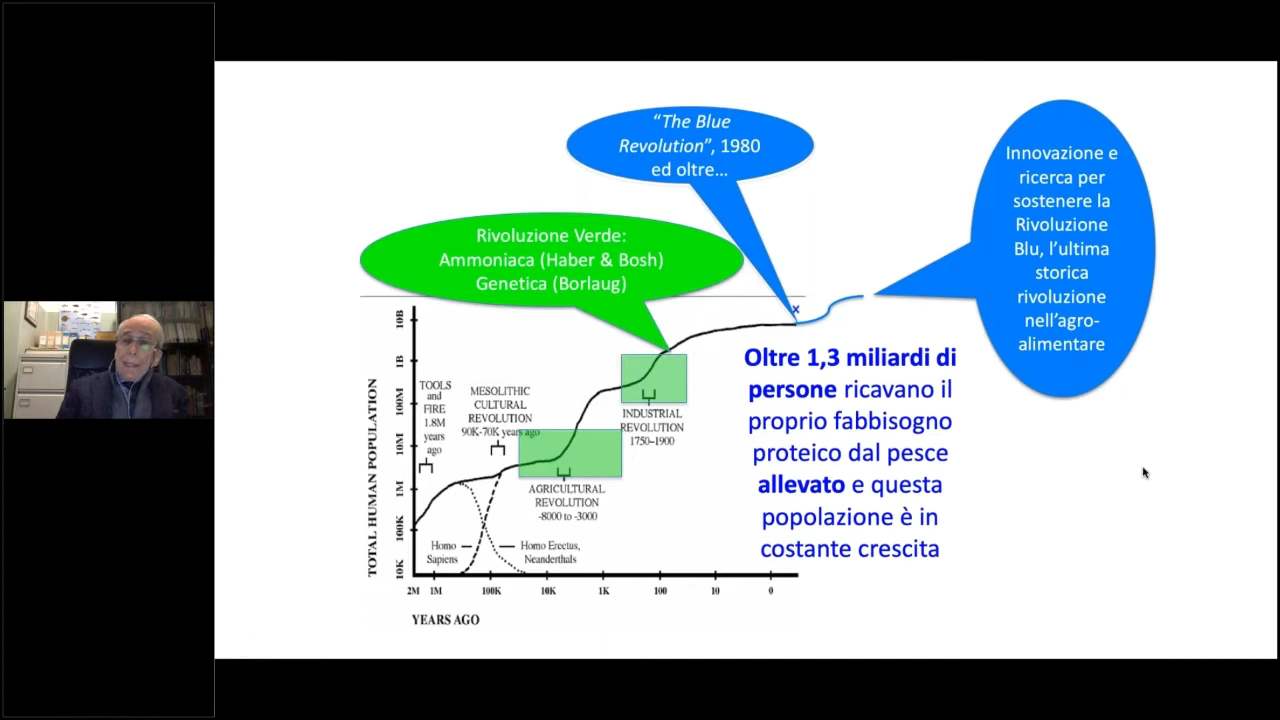 “The Blue
Revolution”, 1980
ed oltre…
Innovazione e
ricerca per
sostenere la
Rivoluzione
Blu, l’ultima
storica
rivoluzione
nell’agro-
alimentare
Rivoluzione Verde:
Ammoniaca (Haber & Bosh)
Genetica (Borlaug)
Oltre 1,3 miliardi di
persone ricavano il
proprio fabbisogno
proteico dal pesce
allevato e questa
popolazione è in
costante crescita
TOTAL HUMAN POPULATION
10B
1B
100M
10M
1M
100K
10K
TOOLS
and
FIRE
1.8M
years
ago
MESOLITHIC
CULTURAL
REVOLUTION
90K-70K years ago
INDUSTRIAL
REVOLUTION
1750-1900
AGRICULTURAL
REVOLUTION
-8000 to -3000
Homo
Sapiens
Homo Erectus,
Neanderthals
2M 1M 100K 10K 1K 100 10 0
YEARS AGO